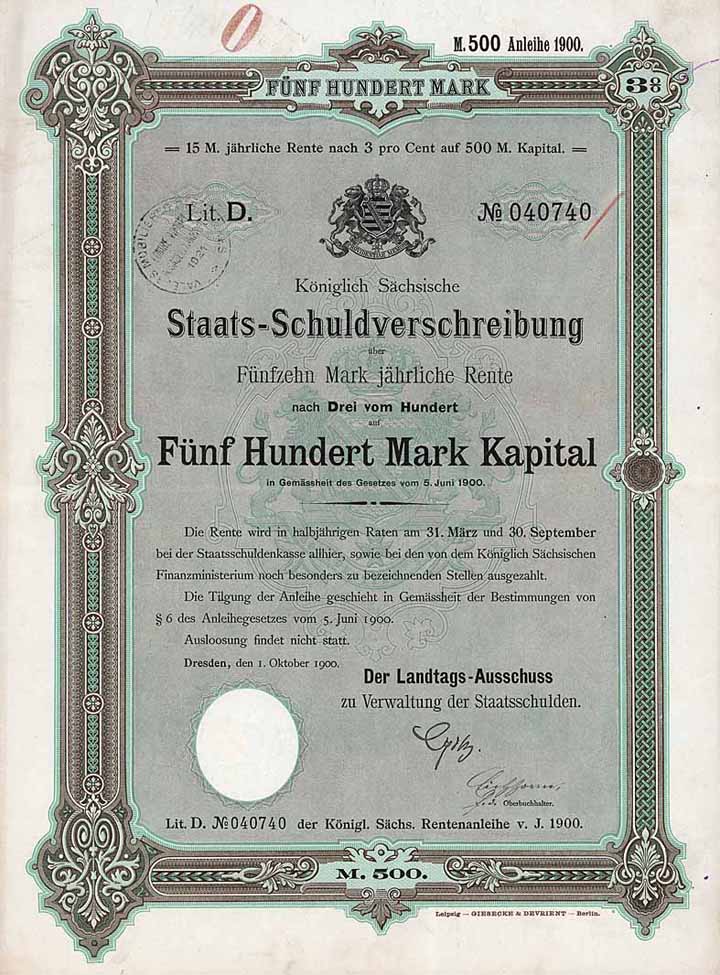 M.500 Anleihe 1900.
FÜNF HUNDERT MARK
3%
15 M. jährliche Rente nach 3 pro Cent auf 500 M. Kapital.
Lit. D.
№ 040740
1921
Königlich Sächsische
Staats-Schuldverschreibung
über
Fünfzehn Mark jährliche Rente
nach Drei vom Hundert
auf
Fünf Hundert Mark Kapital
in Gemässheit des Gesetzes vom 5. Juni 1900.
Die Rente wird in halbjährigen Raten am 31. März und 30. September
bei der Staatsschuldenkasse allhier, sowie bei den von dem Königlich Sächsischen
Finanzministerium noch besonders zu bezeichnenden Stellen ausgezahlt.
Die Tilgung der Anleihe geschieht in Gemässheit der Bestimmungen von
§ 6 des Anleihegesetzes vom 5. Juni 1900.
Ausloosung findet nicht statt.
Dresden, den 1. Oktober 1900.
Der Landtags-Ausschuss
zu Verwaltung der Staatsschulden.
Oberbuchhalter.
Lit. D. №040740 der Königl. Sächs. Rentenanleihe v. J. 1900.
M. 500.
Leipzig — GIESECKE & DEVRIENT — Berlin.